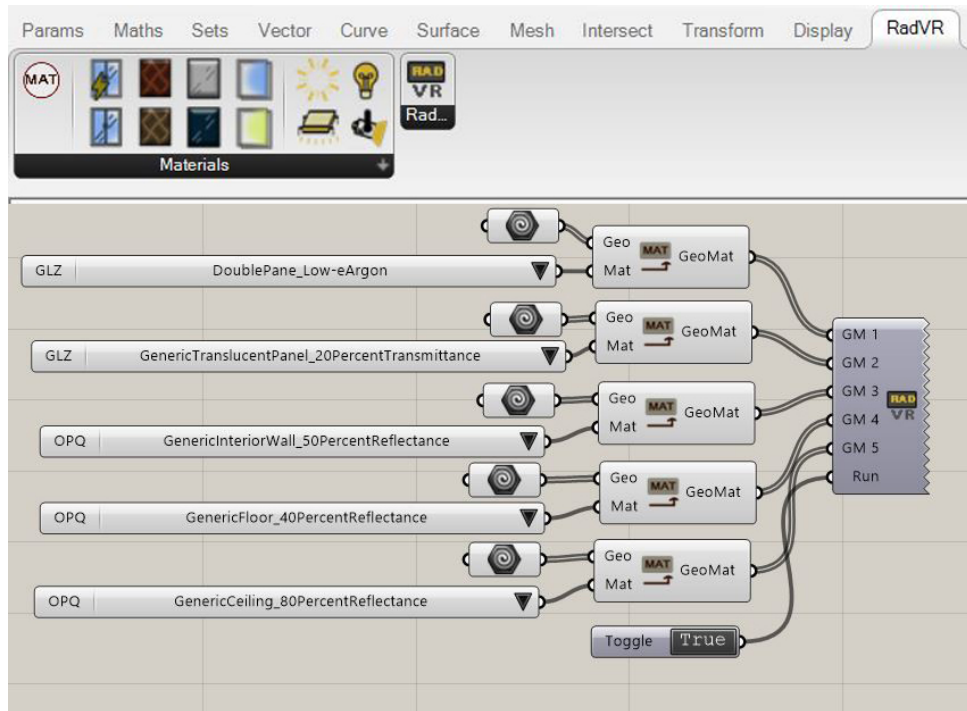 Params Maths Sets Vector Curve Surface Mesh Intersect Transform Display RadVR
MAT
RAD
VR
Rad...
Materials
Geo
Mat
MAT
GeoMat
GLZ DoublePane_Low-eArgon
Geo
Mat
MAT
GeoMat
GLZ GenericTranslucentPanel_20PercentTransmittance
Geo
Mat
MAT
GeoMat
OPQ GenericInteriorWall_50PercentReflectance
Geo
Mat
MAT
GeoMat
OPQ GenericFloor_40PercentReflectance
Geo
Mat
MAT
GeoMat
OPQ GenericCeiling_80PercentReflectance
GM 1
GM 2
GM 3
GM 4
GM 5
Run
RAD
VR
Toggle True